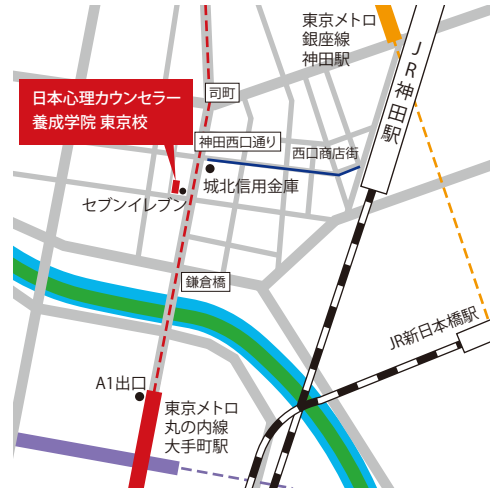 東京メトロ
銀座線
神田駅
JR神田駅
司町
日本心理カウンセラー
養成学院 東京校
神田西口通り
西口商店街
城北信用金庫
セブンイレブン
鎌倉橋
JR新日本橋駅
A1出口
東京メトロ
丸の内線
大手町駅